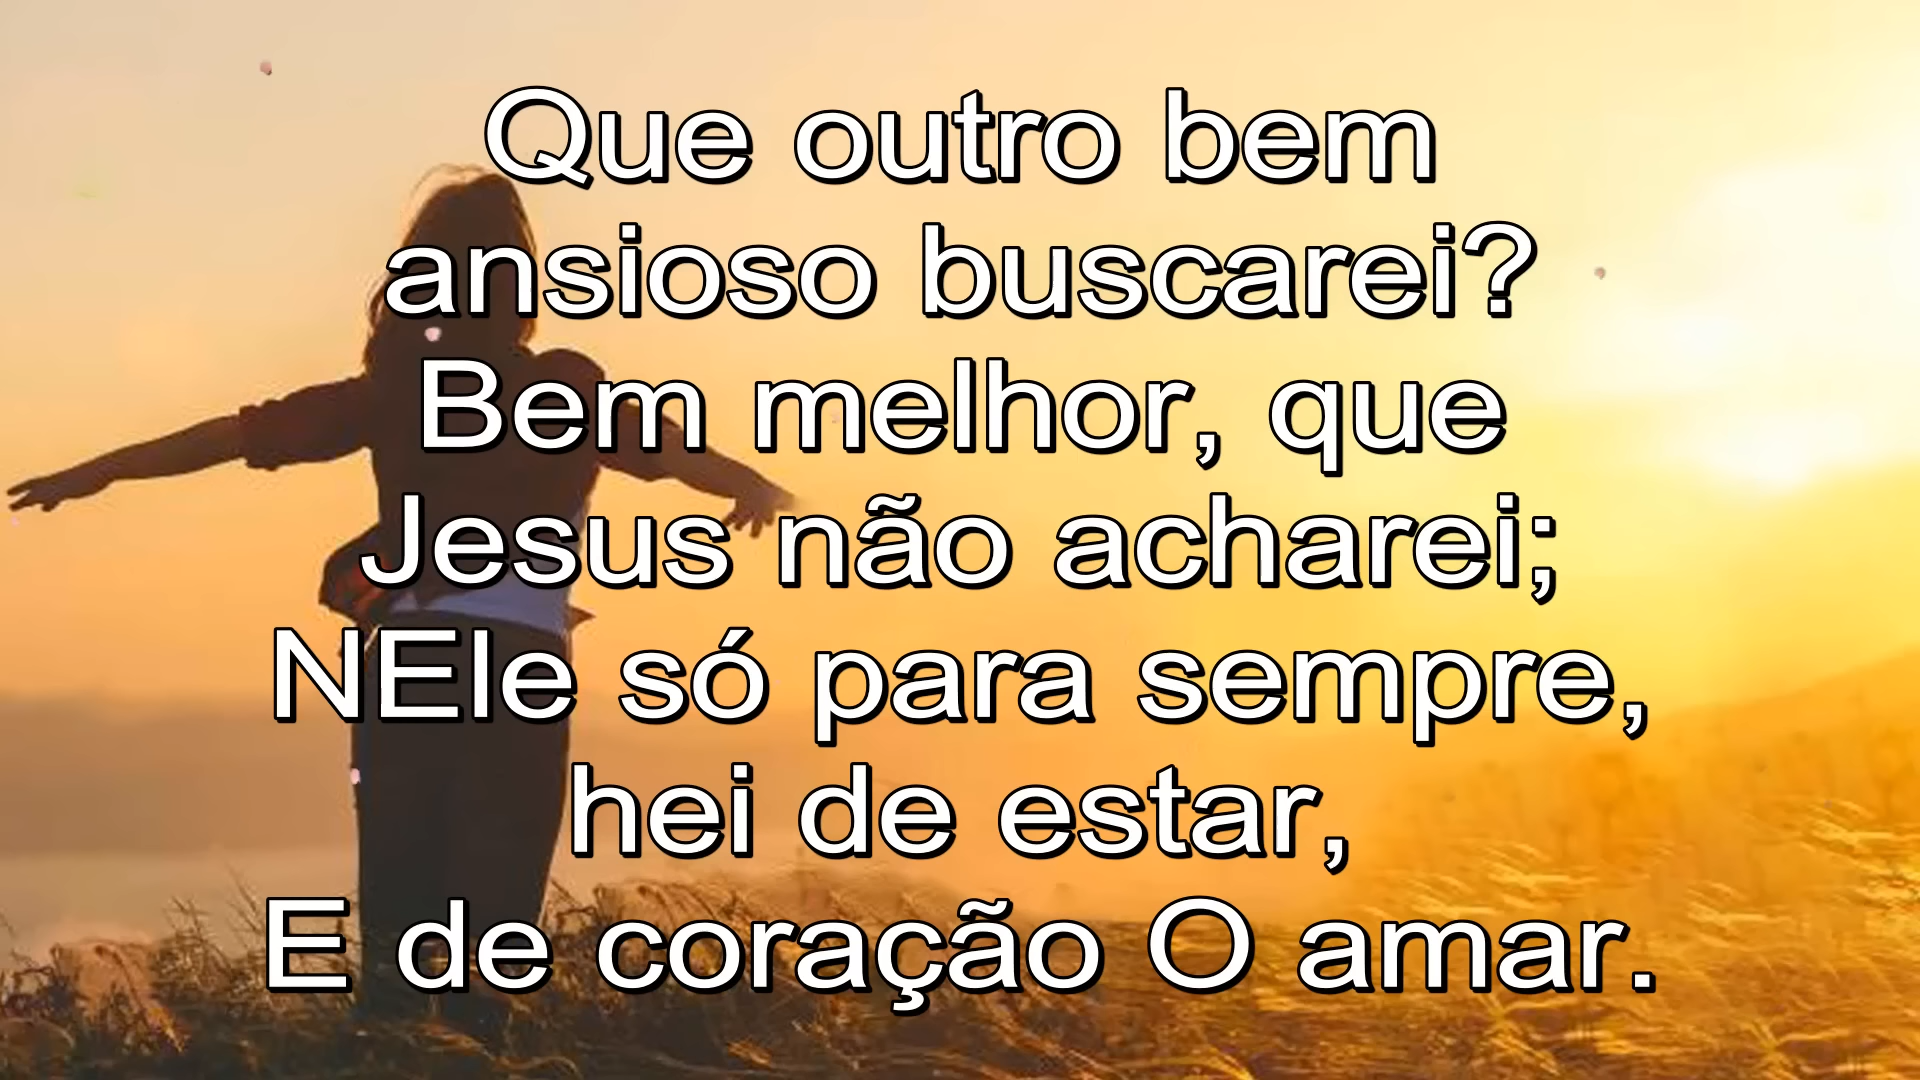 Que outro bem
ansioso buscarei?
Bem melhor, que
Jesus não acharei;
NEle só para sempre,
hei de estar,
E de coração O amar.